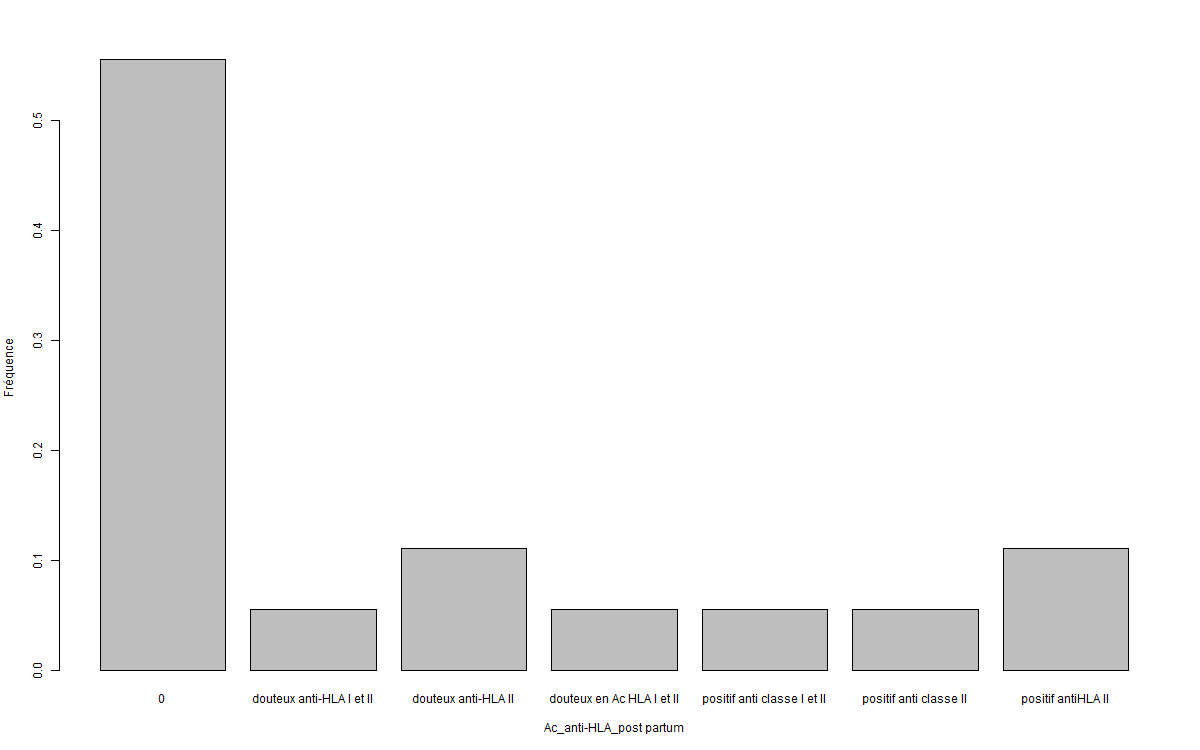 Fréquence
0.5
0.4
0.3
0.2
0.1
0.0
0
douteux anti-HLA I et II
douteux anti-HLA II
douteux en Ac HLA I et II
positif anti classe I et II
positif anti classe II
positif antiHLA II
Ac_anti-HLA_post partum